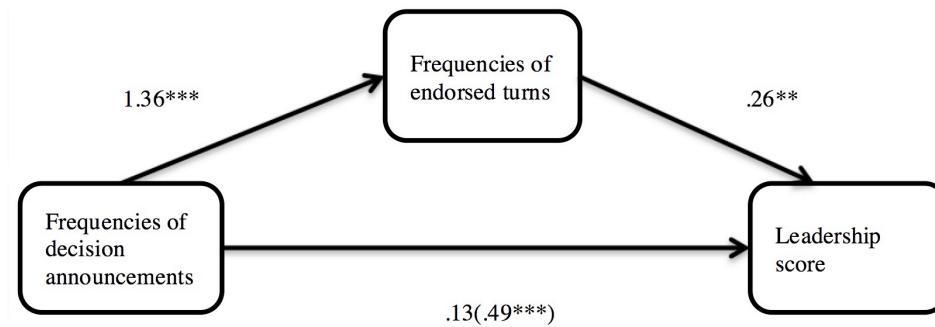 Frequencies of
endorsed turns
1.36***
.26**
Frequencies of
decision
announcements
Leadership
score
.13(.49***)